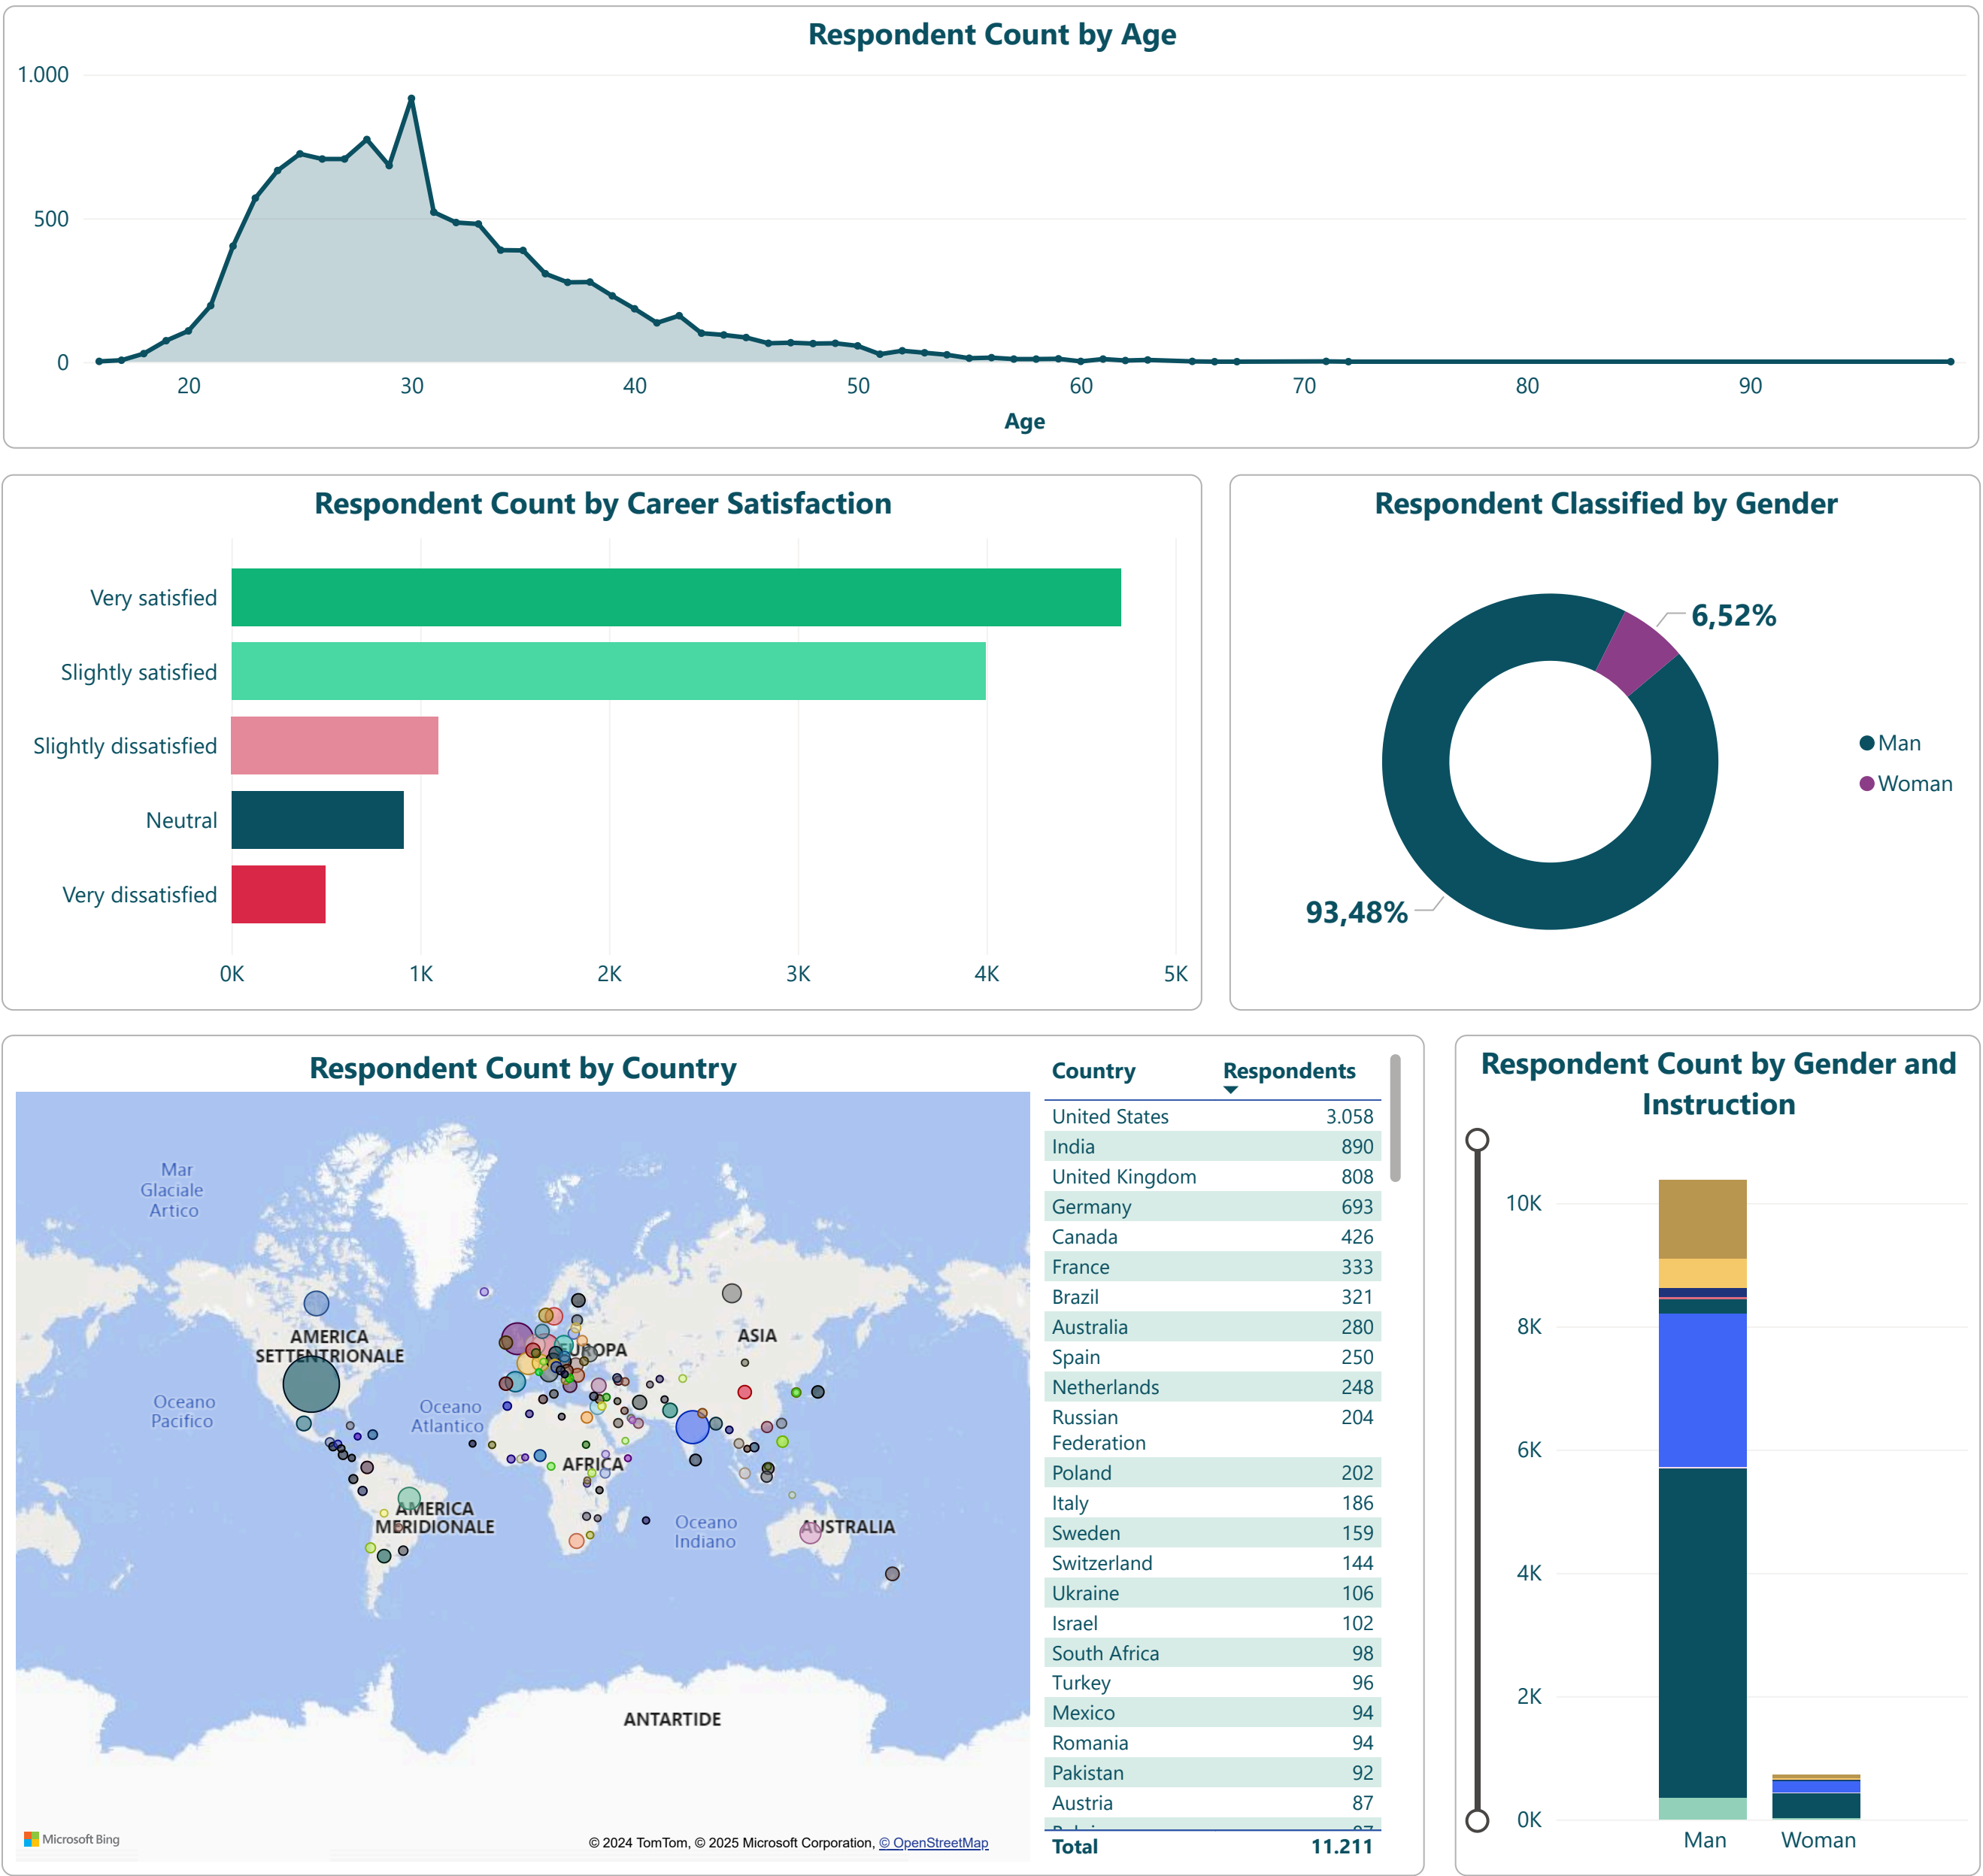 Respondent Count by Age
1.000
500
0
20 30 40 50 60 70 80 90
Age
Respondent Count by Career Satisfaction
Very satisfied
Slightly satisfied
Slightly dissatisfied
Neutral
Very dissatisfied
0K 1K 2K 3K 4K 5K
Respondent Classified by Gender
6,52%
93,48%
Man
Woman
Respondent Count by Country
Mar
Glaciale
Artico
AMERICA
SETTENTRIONALE
Oceano
Pacifico
Oceano
Atlantico
EUROPA
ASIA
AFRICA
AMERICA
MERIDIONALE
Oceano
Indiano
AUSTRALIA
ANTARTIDE
Microsoft Bing
© 2024 TomTom, © 2025 Microsoft Corporation, © OpenStreetMap
Country Respondents
United States 3.058
India 890
United Kingdom 808
Germany 693
Canada 426
France 333
Brazil 321
Australia 280
Spain 250
Netherlands 248
Russian 204
Federation
Poland 202
Italy 186
Sweden 159
Switzerland 144
Ukraine 106
Israel 102
South Africa 98
Turkey 96
Mexico 94
Romania 94
Pakistan 92
Austria 87
Total 11.211
Respondent Count by Gender and
Instruction
10K
8K
6K
4K
2K
0K
Man Woman